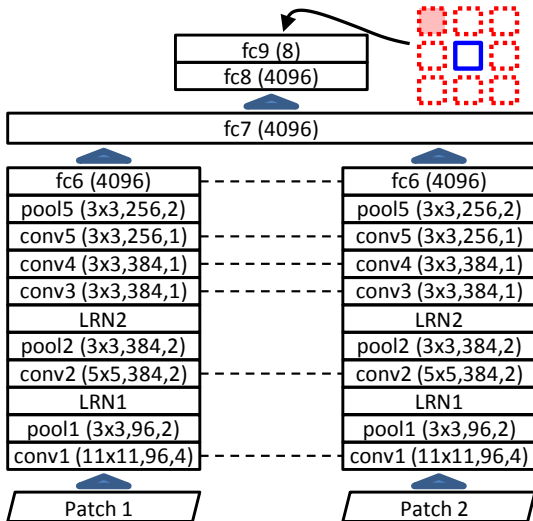 fc9 (8)
fc8 (4096)
fc7 (4096)
fc6 (4096)
pool5 (3x3,256,2)
conv5 (3x3,256,1)
conv4 (3x3,384,1)
conv3 (3x3,384,1)
LRN2
pool2 (3x3,384,2)
conv2 (5x5,384,2)
LRN1
pool1 (3x3,96,2)
conv1 (11x11,96,4)
Patch 1
fc6 (4096)
pool5 (3x3,256,2)
conv5 (3x3,256,1)
conv4 (3x3,384,1)
conv3 (3x3,384,1)
LRN2
pool2 (3x3,384,2)
conv2 (5x5,384,2)
LRN1
pool1 (3x3,96,2)
conv1 (11x11,96,4)
Patch 2